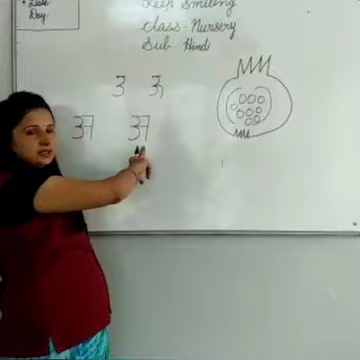 Day:
Keep Smiling
Class-Nursery
Sub Hindi
अ अ